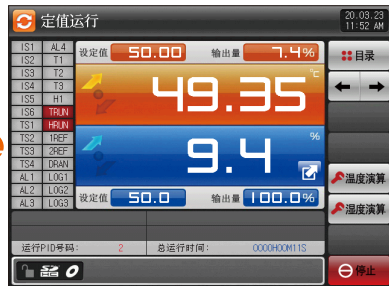 定值运行
20.03.23
11:52 AM
IS1 AL4
IS2 T1
IS3 T2
IS4 T3
IS5 H1
IS6 TRUN
TS1 HRUN
TS2 1REF
TS3 2REF
TS4 DRAN
AL1 LOG1
AL2 LOG2
AL3 LOG3
设定值 50.00 输出量 7.4%
49.35 ℃
9.4 %
设定值 50.0 输出量 100.0%
运行PID号码: 2 总运行时间: 0000H00M11S
目录
温度演算
温度演算
停止